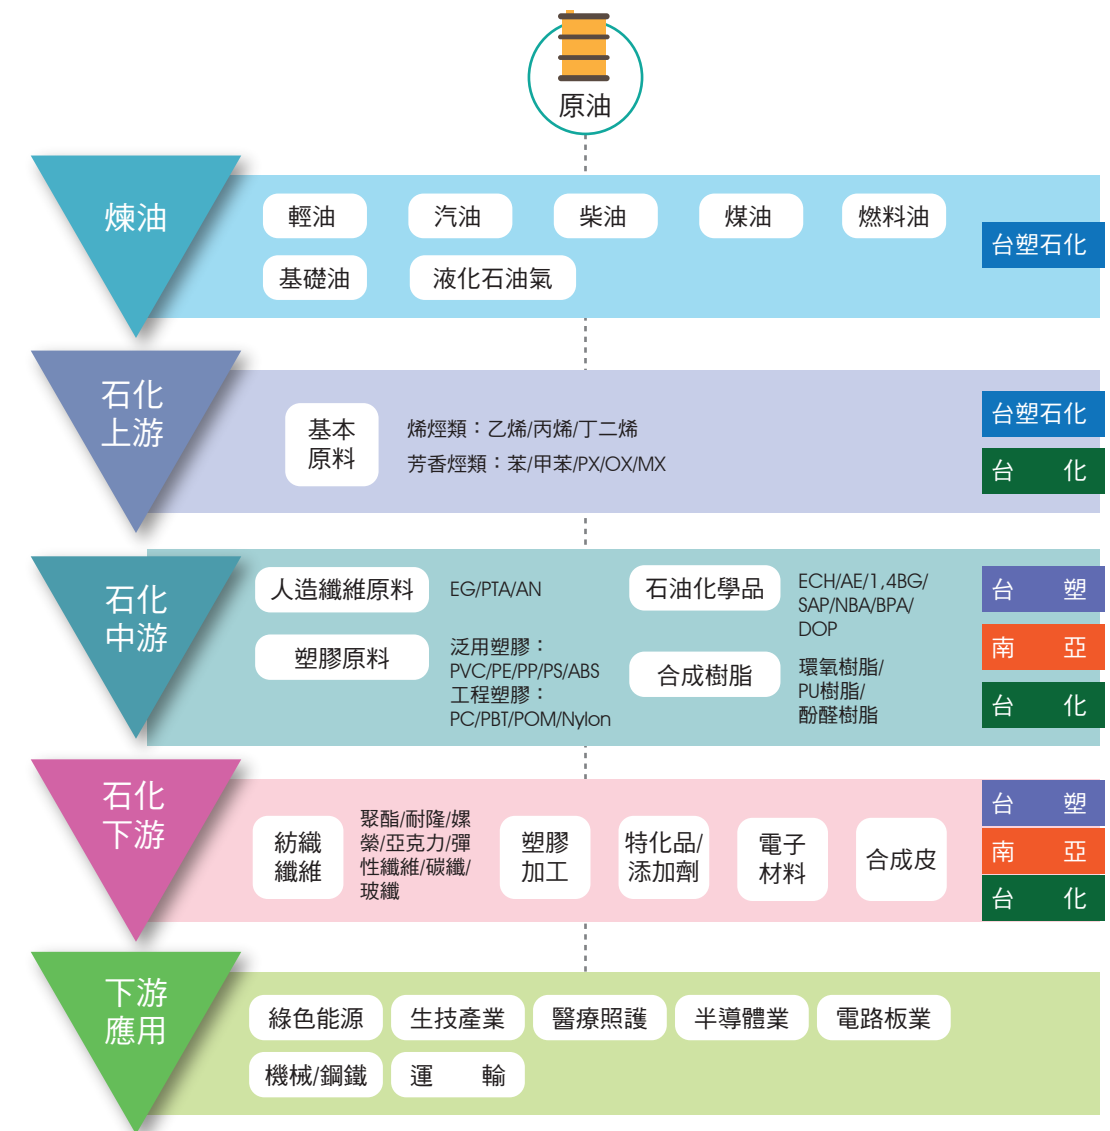 原油
煉油
輕油
汽油
柴油
煤油
燃料油
基礎油
液化石油氣
台塑石化
石化
上游
基本
原料
烯烴類：乙烯/丙烯/丁二烯
芳香烴類：苯/甲苯/PX/OX/MX
台塑石化
台 化
石化
中游
人造纖維原料
EG/PTA/AN
塑膠原料
泛用塑膠：
PVC/PE/PP/PS/ABS
工程塑膠：
PC/PBT/POM/Nylon
石油化學品
ECH/AE/1,4BG/
SAP/NBA/BPA/
DOP
合成樹脂
環氧樹脂/
PU樹脂/
酚醛樹脂
台 塑
南 亞
台 化
石化
下游
紡織
纖維
聚酯/耐隆/嫘
縈/亞克力/彈
性纖維/碳纖/
玻纖
塑膠
加工
特化品/
添加劑
電子
材料
合成皮
台 塑
南 亞
台 化
下游
應用
綠色能源
生技產業
醫療照護
半導體業
電路板業
機械/鋼鐵
運 輸